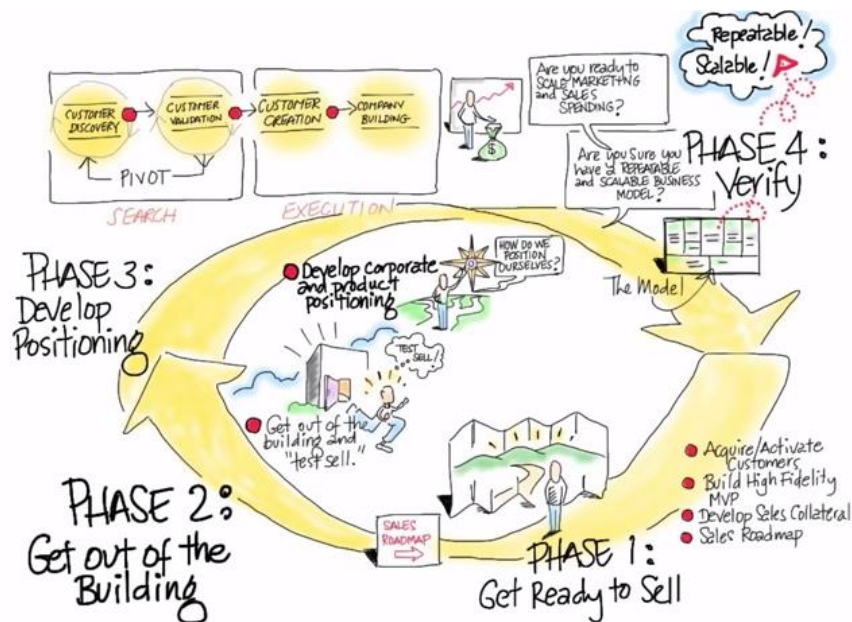 CUSTOMER
DISCOVERY
CUSTOMER
VALIDATION
CUSTOMER
CREATION
COMPANY
BUILDING
PIVOT
SEARCH
EXECUTION
$
Are you ready to
SCALE MARKETING
and SALES
SPENDING?
Repeatable!
Scalable!
Are you Sure you
have a REPEATABLE
and SCALABLE BUSINESS
MODEL?
PHASE 4:
Verify
The Model
PHASE 3:
Develop
Positioning
Develop corporate
and product
positioning
HOW DO WE
POSITION
OURSELVES?
TEST
SELL!
Get out of the
building and
"test sell."
PHASE 2:
Get out of the
Building
SALES
ROADMAP
PHASE 1:
Get Ready to Sell
Acquire/Activate
Customers
Build High Fidelity
MVP
Develop Sales Collateral
Sales Roadmap